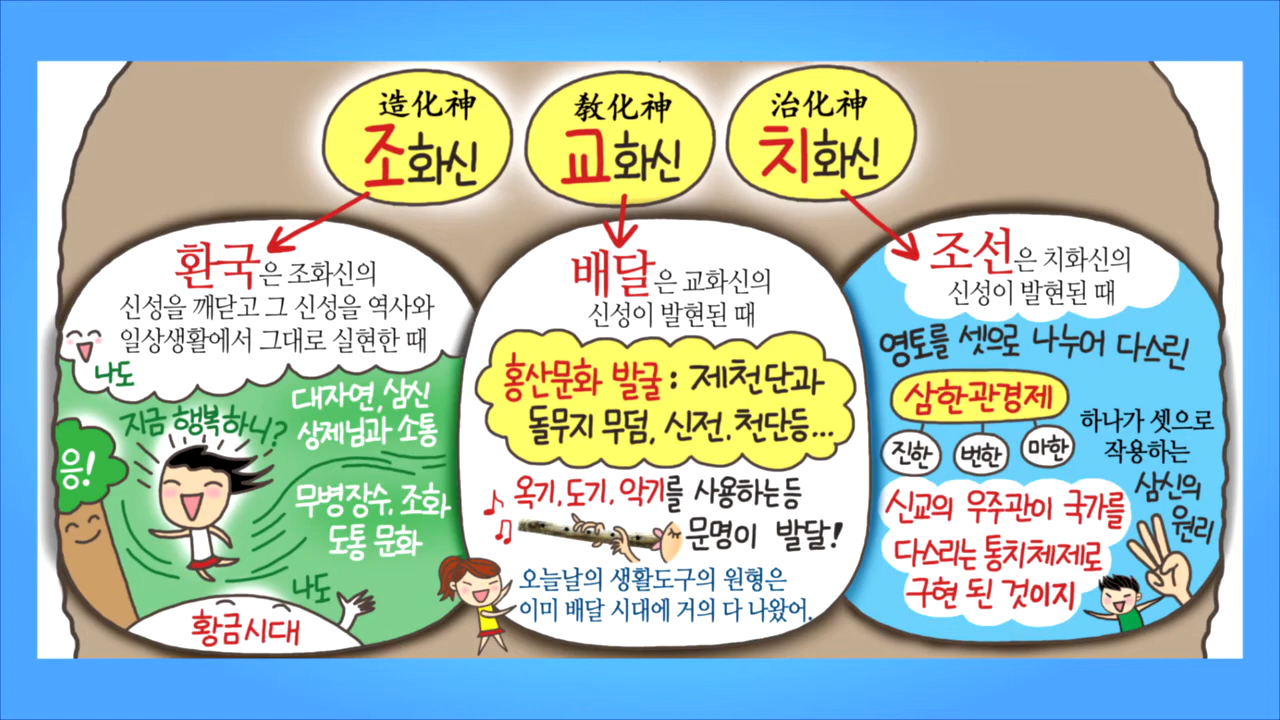 造化神
조화신
教化神
교화신
治化神
치화신
환국은 조화신의
신성을 깨닫고 그 신성을 역사와
일상생활에서 그대로 실현한 때
나도
지금 행복하니?
응!
대자연, 삼신
상제님과 소통
무병장수, 조화
도통 문화
나도
황금시대
배달은 교화신의
신성이 발현된 때
홍산문화 발굴 : 제천단과
돌무지 무덤, 신전, 천단등...
옥기, 도기, 악기를 사용하는등
문명이 발달!
오늘날의 생활도구의 원형은
이미 배달 시대에 거의 다 나왔어.
조선은 치화신의
신성이 발현된 때
영토를 셋으로 나누어 다스린
삼한관경제
진한
번한
마한
하나가 셋으로
작용하는
삼신의
원리
신교의 우주관이 국가를
다스리는 통치체제로
구현 된 것이지